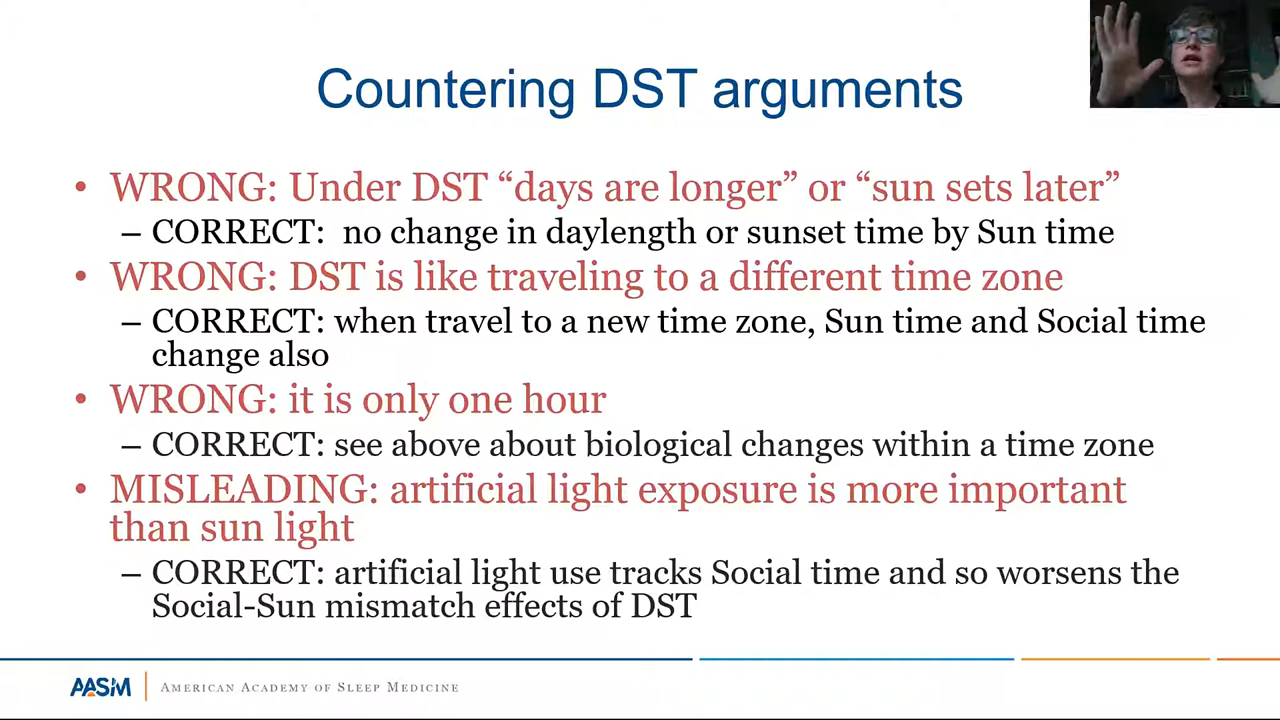 Countering DST arguments
• WRONG: Under DST “days are longer” or “sun sets later”
– CORRECT:  no change in daylength or sunset time by Sun time
• WRONG: DST is like traveling to a different time zone
– CORRECT: when travel to a new time zone, Sun time and Social time
change also
• WRONG: it is only one hour
– CORRECT: see above about biological changes within a time zone
• MISLEADING: artificial light exposure is more important
than sun light
– CORRECT: artificial light use tracks Social time and so worsens the
Social-Sun mismatch effects of DST
AASM
AMERICAN ACADEMY OF SLEEP MEDICINE